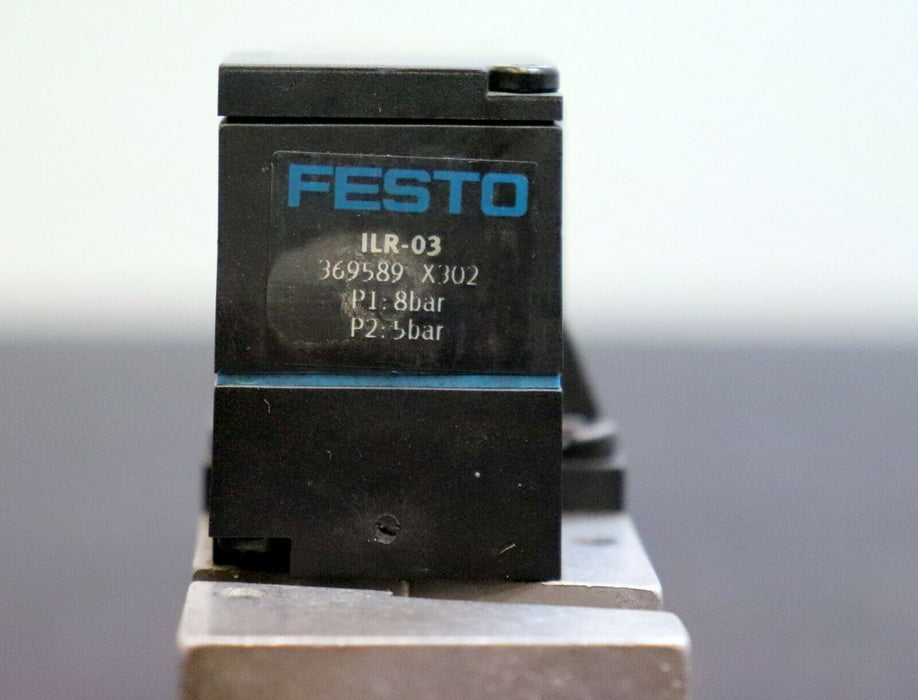 FESTO
ILR-03
369589 X302
P1: 8bar
P2: 5bar